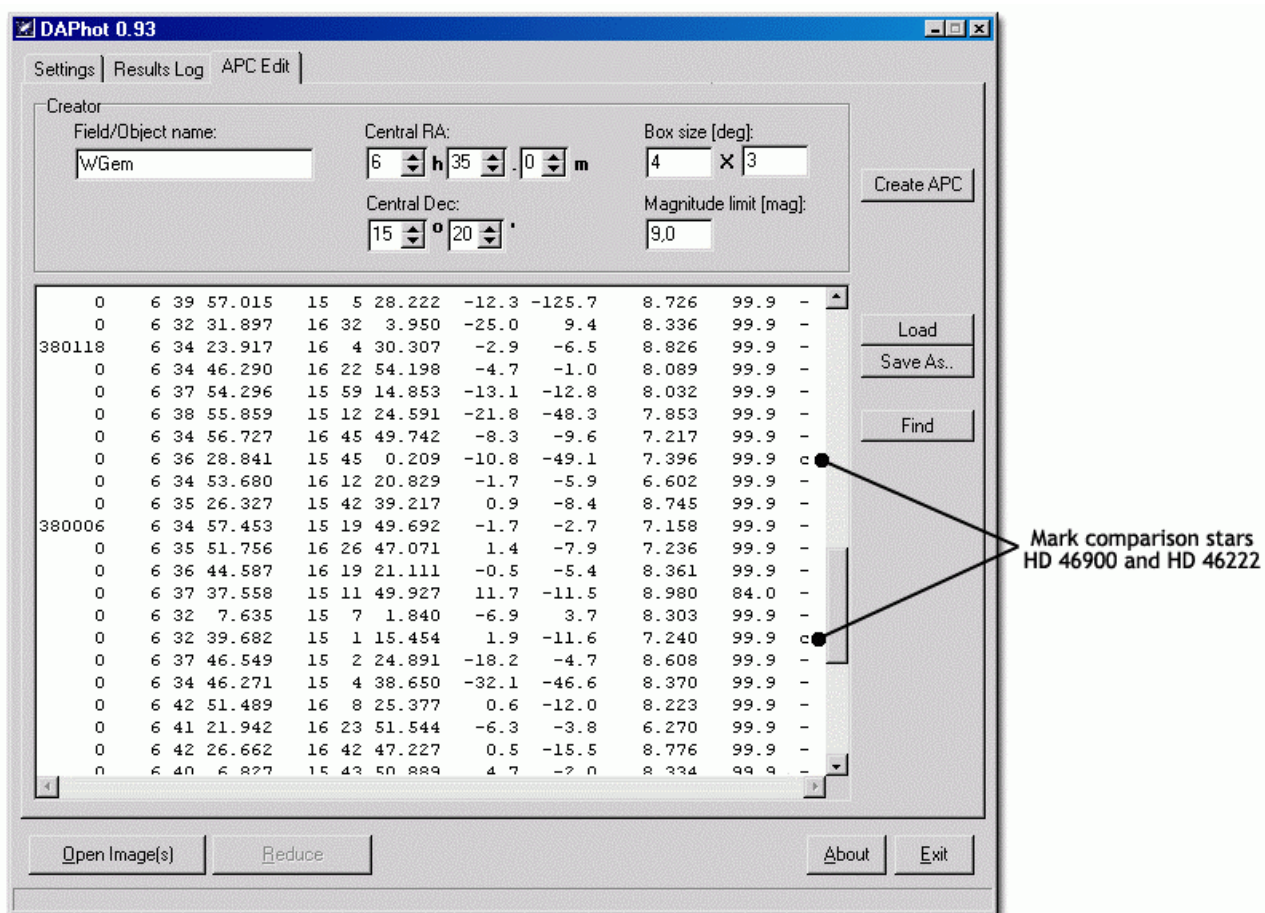 DAPhot 0.93
Settings Results Log APC Edit
Creator
Field/Object name: Central RA: Box size [deg]:
WGem 6 h 35 . 0 m 4 X 3
Create APC
Central Dec: Magnitude limit [mag]:
15 º 20 ' 9,0
0 6 39 57.015 15 5 28.222 -12.3 -125.7 8.726 99.9 -
0 6 32 31.897 16 32 3.950 -25.0 9.4 8.336 99.9 -
Load
380118 6 34 23.917 16 4 30.307 -2.9 -6.5 8.826 99.9 -
Save As..
0 6 34 46.290 16 22 54.198 -4.7 -1.0 8.089 99.9 -
0 6 37 54.296 15 59 14.853 -13.1 -12.8 8.032 99.9 -
0 6 38 55.859 15 12 24.591 -21.8 -48.3 7.853 99.9 -
Find
0 6 34 56.727 16 45 49.742 -8.3 -9.6 7.217 99.9 -
0 6 36 28.841 15 45 0.209 -10.8 -49.1 7.396 99.9 c
0 6 34 53.680 16 12 20.829 -1.7 -5.9 6.602 99.9 -
0 6 35 26.327 15 42 39.217 0.9 -8.4 8.745 99.9 -
380006 6 34 57.453 15 19 49.692 -1.7 -2.7 7.158 99.9 -
0 6 35 51.756 16 26 47.071 1.4 -7.9 7.236 99.9 -
0 6 36 44.587 16 19 21.111 -0.5 -5.4 8.361 99.9 -
0 6 37 37.558 15 11 49.927 11.7 -11.5 8.980 84.0 -
0 6 32 7.635 15 7 1.840 -6.9 3.7 8.303 99.9 -
0 6 32 39.682 15 1 15.454 1.9 -11.6 7.240 99.9 c
0 6 37 46.549 15 2 24.891 -18.2 -4.7 8.608 99.9 -
0 6 34 46.271 15 4 38.650 -32.1 -46.6 8.370 99.9 -
0 6 42 51.489 16 8 25.377 0.6 -12.0 8.223 99.9 -
0 6 41 21.942 16 23 51.544 -6.3 -3.8 6.270 99.9 -
0 6 42 26.662 16 42 47.227 0.5 -15.5 8.776 99.9 -
0 6 40 6.827 15 43 50.889 4.7 -2.0 8.334 99.9 -
Mark comparison stars
HD 46900 and HD 46222
Open Image(s) Reduce About Exit